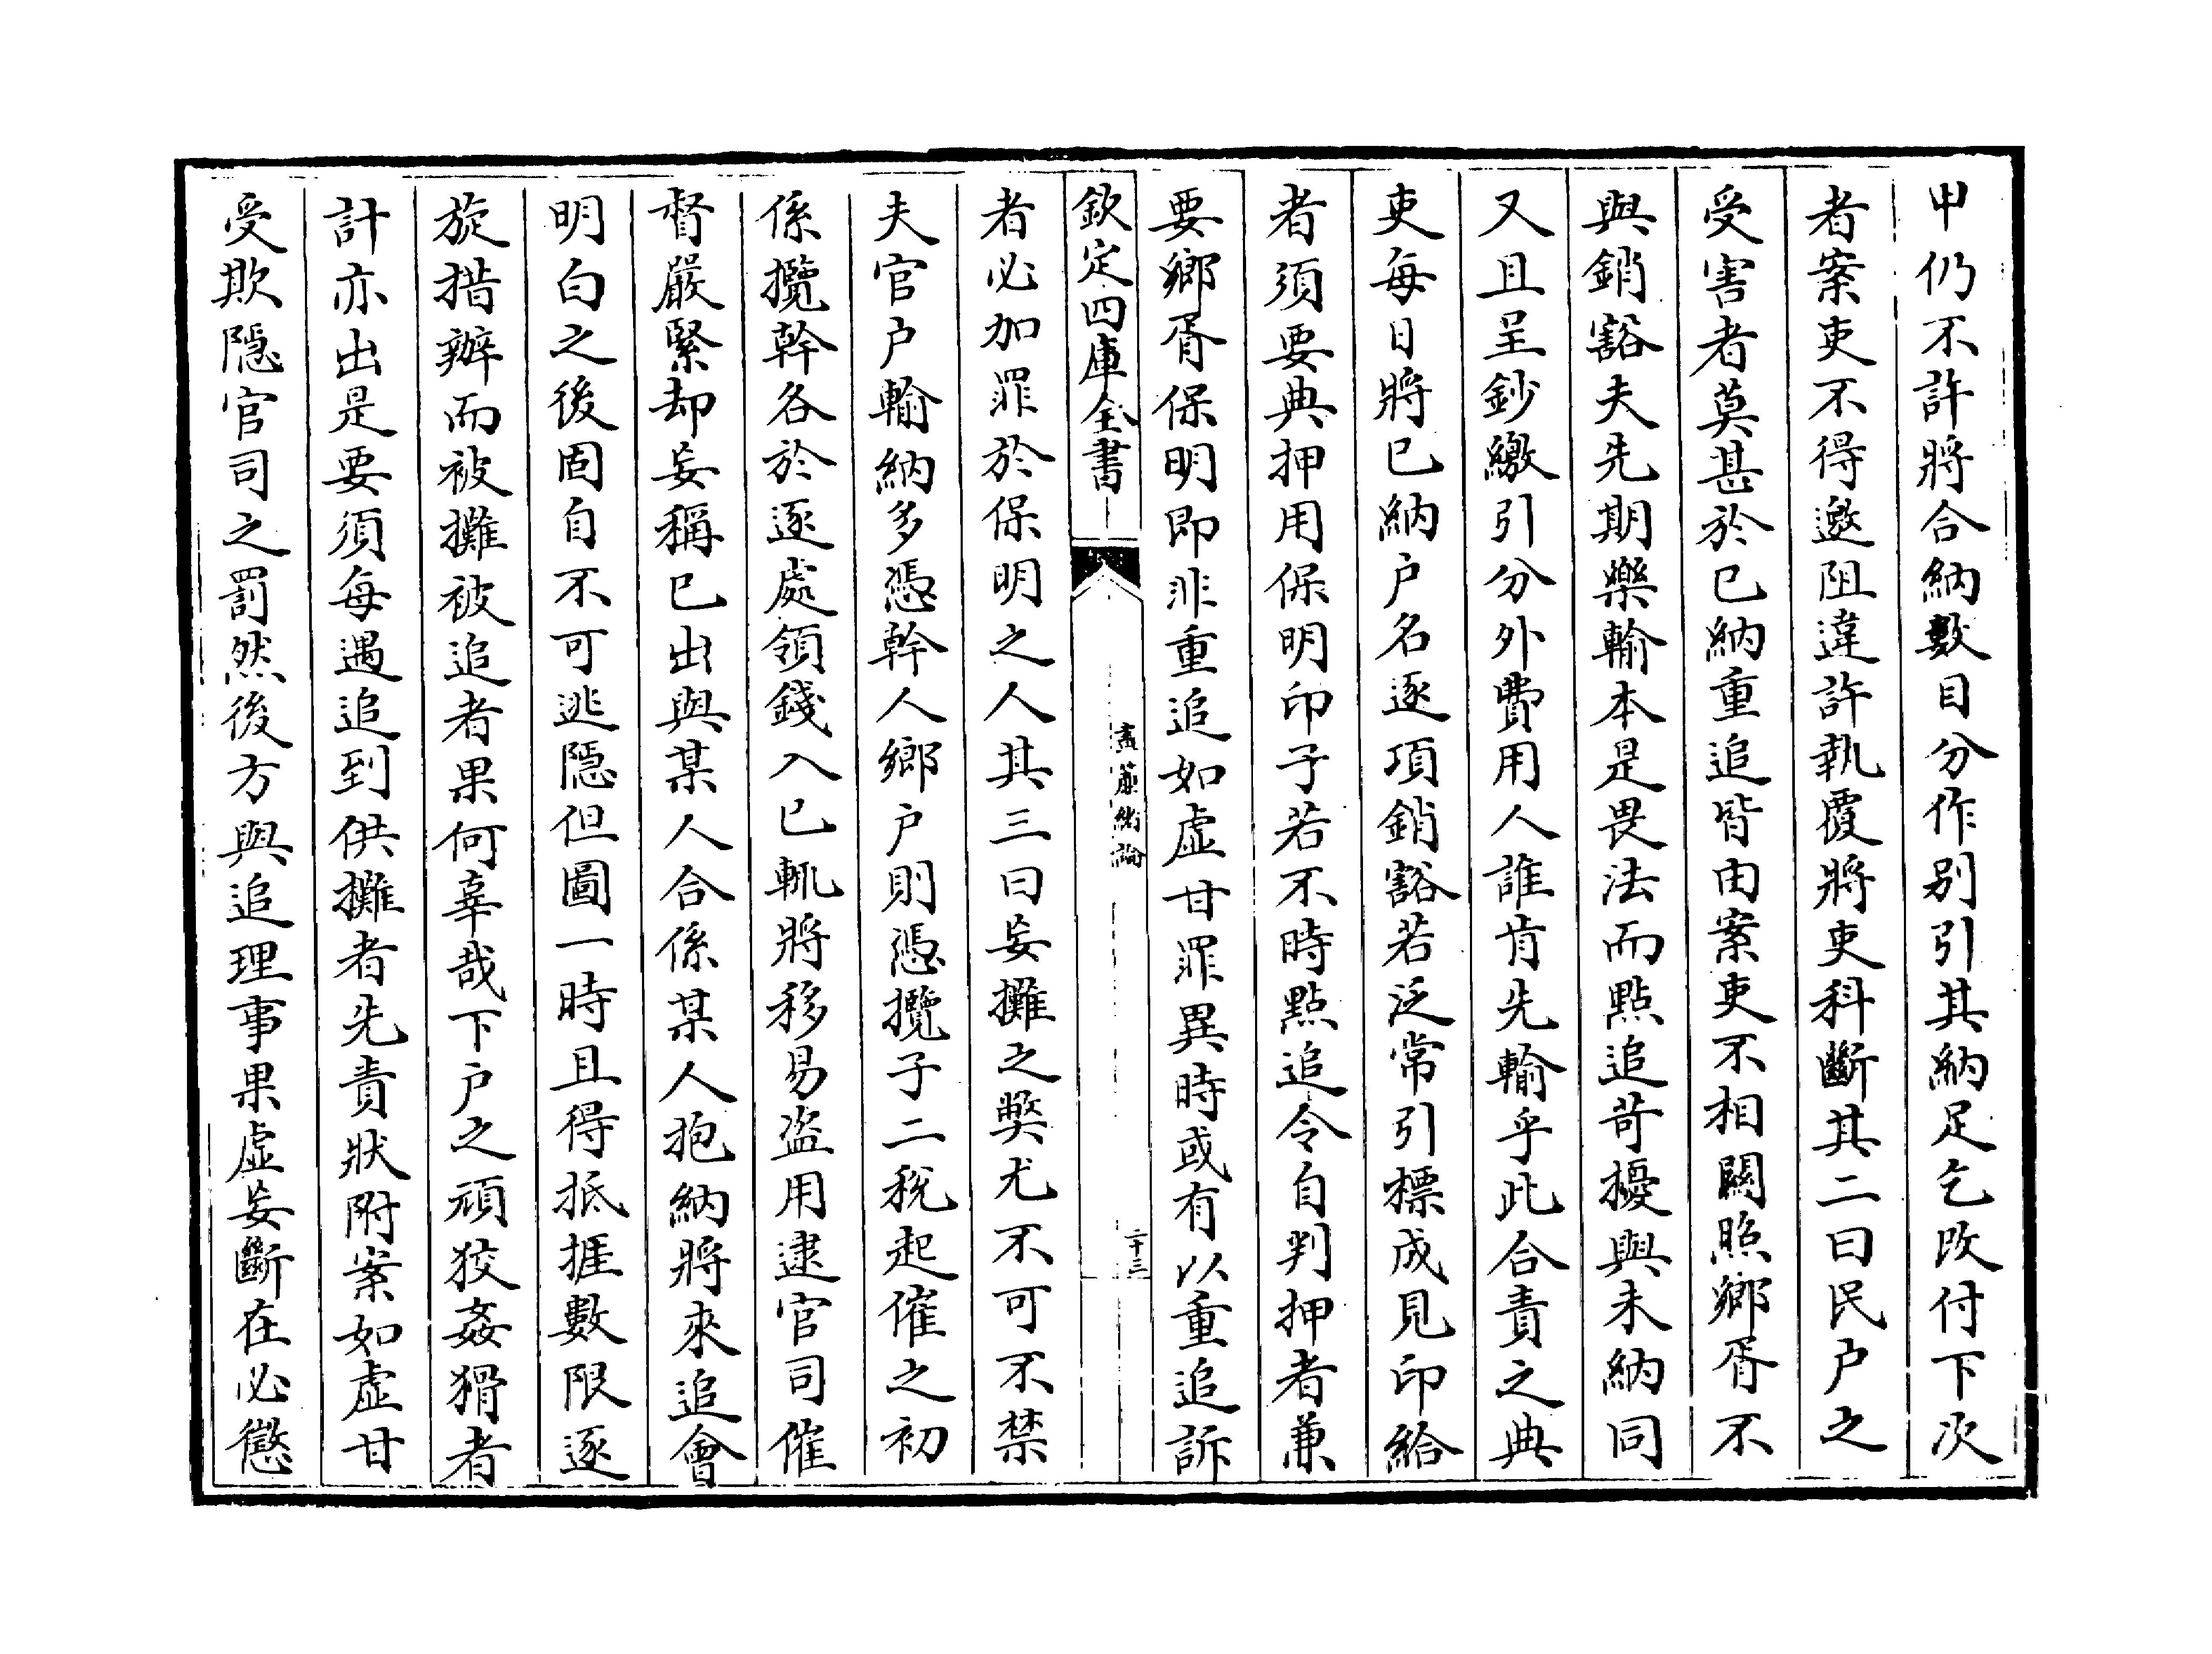 甲仍不許將合納數目分作别引其納足乞改付下次
者案吏不得邀阻違許執覆將吏科斷其二曰民户之
受害者莫甚於已納重追皆由案吏不相關照鄉胥不
與銷豁夫先期樂輸本是畏法而㸃追苛擾與未納同
又且呈鈔繳引分外費用人誰肯先輸乎此合責之典
吏每日將已納户名逐項銷豁若泛常引標成見印給
者須要典押用保明印子若不時㸃追令自判押者兼
要鄉胥保明即非重追如虚甘罪異時或有以重追訴
欽定四庫全書
晝簾緒論
二十三
者必加罪於保明之人其三曰妄攤之獘尤不可不禁
夫官户輸納多憑幹人鄉户則憑攬子二稅起催之初
係攬幹各於逐處領錢入已輒將移易盗用逮官司催
督嚴緊却妄稱已出與某人合係某人抱納將來追會
明白之後固自不可逃隱但圖一時且得抵捱數限逐
旋措辦而被攤被追者果何辜哉下户之頑狡姦猾者
計亦出是要須每遇追到供攤者先責狀附案如虚甘
受欺隱官司之罰然後方與追理事果虚妄斷在必懲